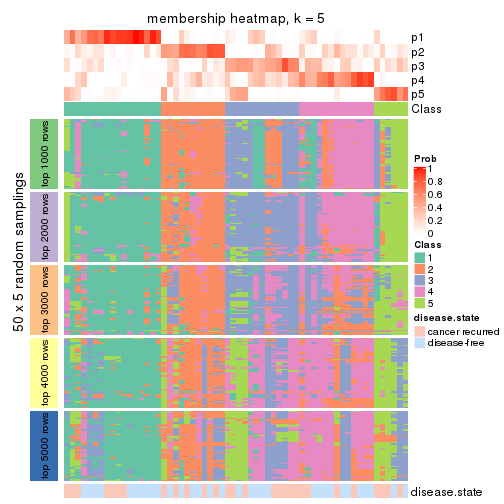 membership heatmap, k = 5
p1
p2
p3
p4
p5
Class
50 x 5 random samplings
top 1000 rows
top 2000 rows
top 3000 rows
top 4000 rows
top 5000 rows
disease.state
Prob
1
0.8
0.6
0.4
0.2
0
Class
1
2
3
4
5
disease.state
cancer recurred
disease-free